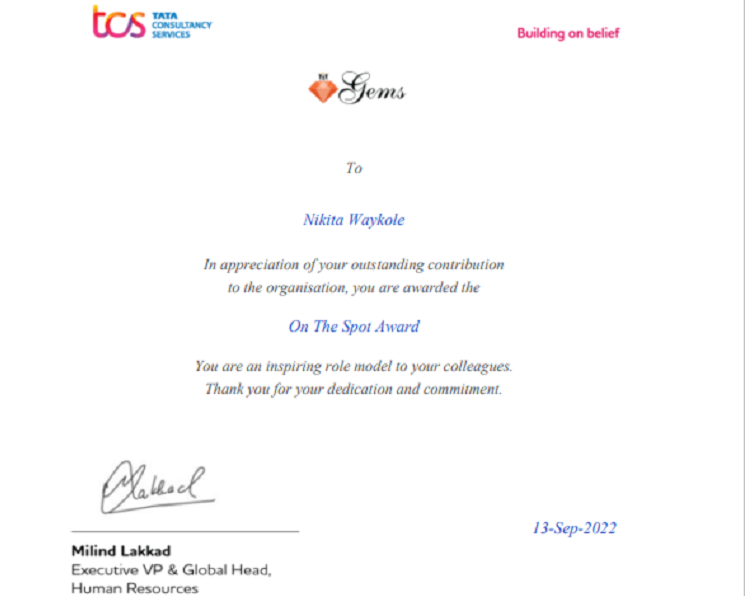 tcs TATA
CONSULTANCY
SERVICES
Building on belief
Gems
To
Nikita Waykole
In appreciation of your outstanding contribution
to the organisation, you are awarded the
On The Spot Award
You are an inspiring role model to your colleagues.
Thank you for your dedication and commitment.
13-Sep-2022
Milind Lakkad
Executive VP & Global Head,
Human Resources